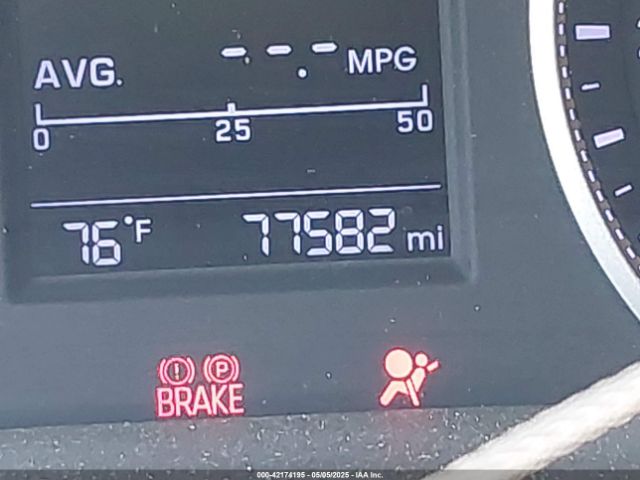 AVG. --.- MPG
0 25 50
76°F 77582 mi
(!) (P)
BRAKE
000-42174195 - 05/05/2025 - IAA Inc.